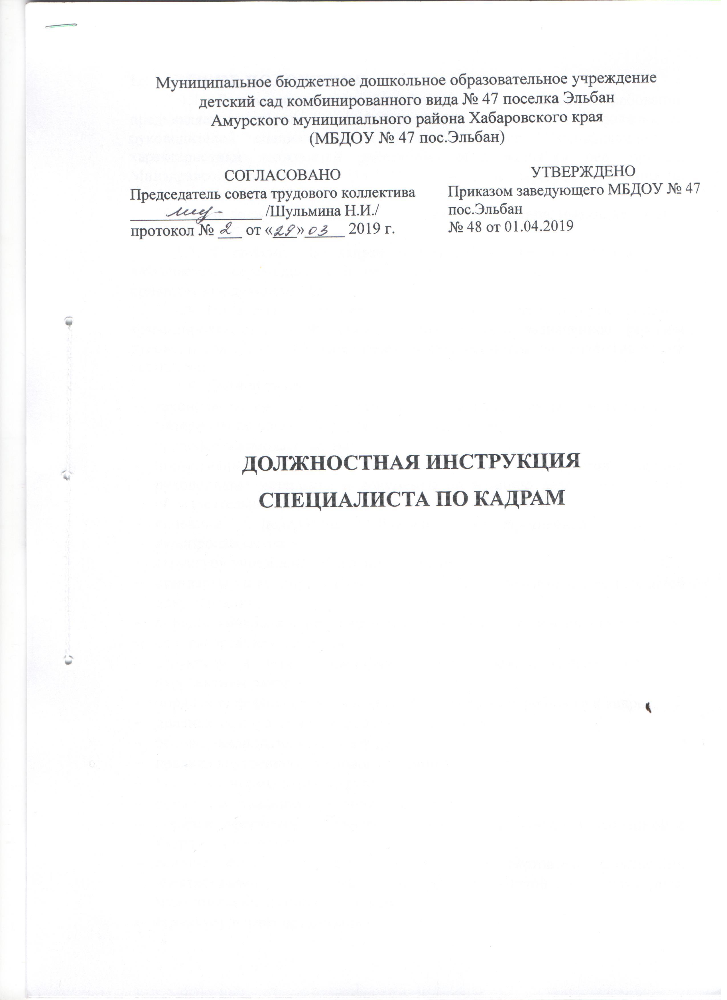 Муниципальное бюджетное дошкольное образовательное учреждение
детский сад комбинированного вида № 47 поселка Эльбан
Амурского муниципального района Хабаровского края
(МБДОУ № 47 пос.Эльбан)
СОГЛАСОВАНО
Председатель совета трудового коллектива
/Шульмина Н.И./
протокол № 2 от «29» 03 2019 г.
УТВЕРЖДЕНО
Приказом заведующего МБДОУ № 47
пос.Эльбан
№ 48 от 01.04.2019
ДОЛЖНОСТНАЯ ИНСТРУКЦИЯ
СПЕЦИАЛИСТА ПО КАДРАМ